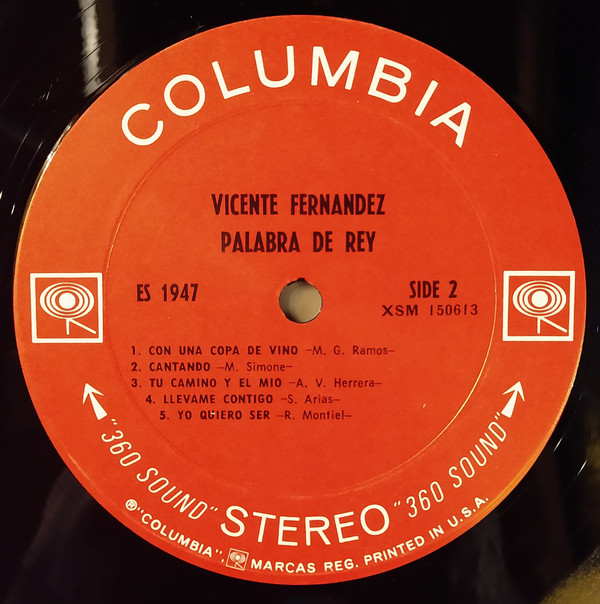 COLUMBIA
VICENTE FERNANDEZ
PALABRA DE REY
ES 1947
SIDE 2
XSM 150613
1. CON UNA COPA DE VINO —M. G. Ramos—
2. CANTANDO —M. Simone—
3. TU CAMINO Y EL MIO —A. V. Herrera—
4. LLEVAME CONTIGO —S. Arias—
5. YO QUIERO SER —R. Montiel—
"360 SOUND" STEREO "360 SOUND"
®"COLUMBIA", MARCAS REG. PRINTED IN U.S.A.